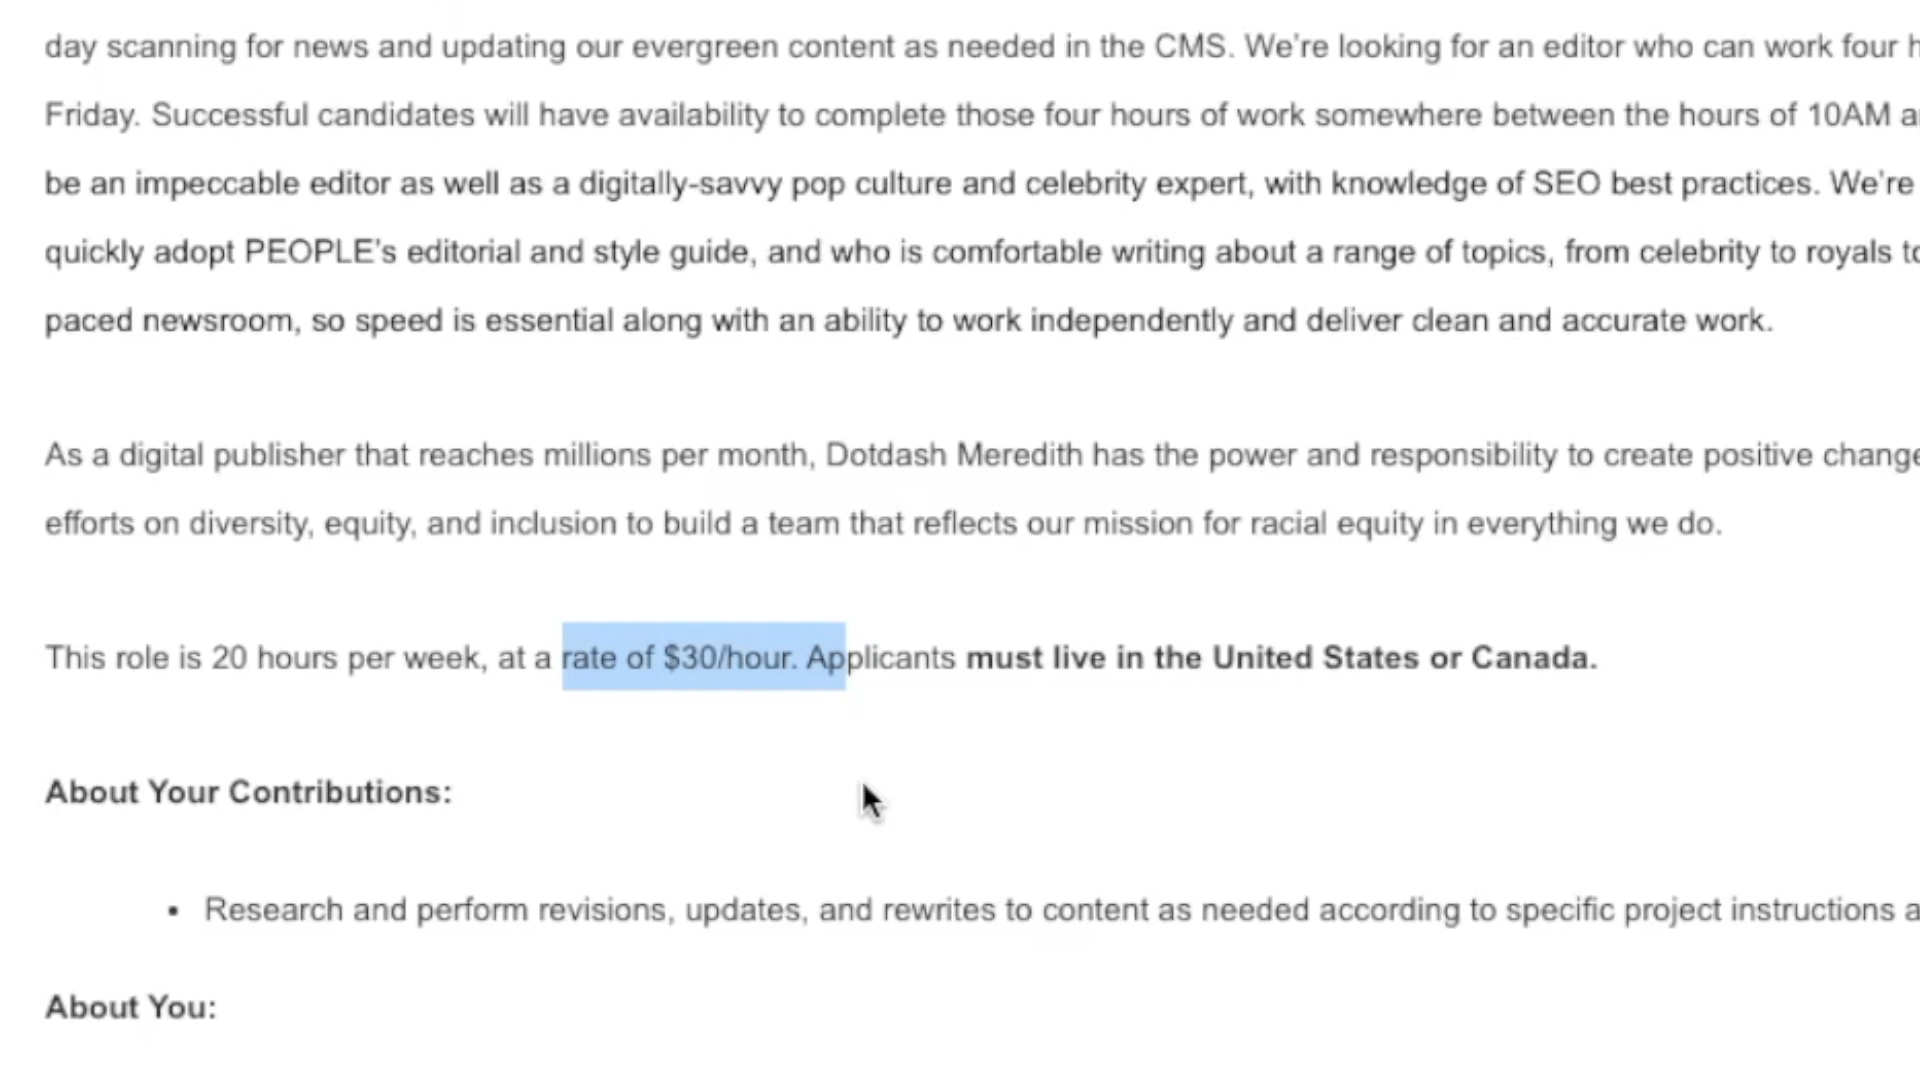 day scanning for news and updating our evergreen content as needed in the CMS. We're looking for an editor who can work four
Friday. Successful candidates will have availability to complete those four hours of work somewhere between the hours of 10AM
be an impeccable editor as well as a digitally-savvy pop culture and celebrity expert, with knowledge of SEO best practices. We're
quickly adopt PEOPLE's editorial and style guide, and who is comfortable writing about a range of topics, from celebrity to royals
paced newsroom, so speed is essential along with an ability to work independently and deliver clean and accurate work.
As a digital publisher that reaches millions per month, Dotdash Meredith has the power and responsibility to create positive change
efforts on diversity, equity, and inclusion to build a team that reflects our mission for racial equity in everything we do.
This role is 20 hours per week, at a rate of $30/hour. Applicants must live in the United States or Canada.
About Your Contributions:
• Research and perform revisions, updates, and rewrites to content as needed according to specific project instructions
About You: